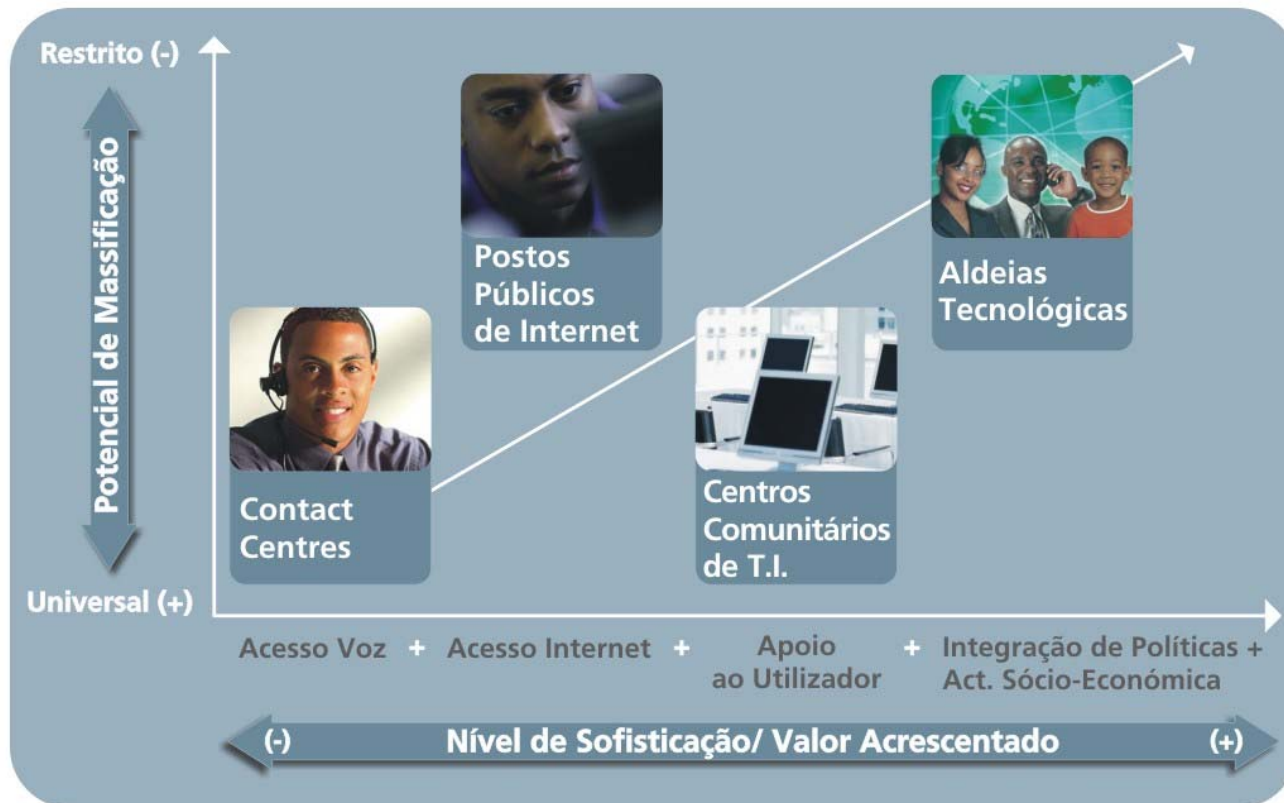 Restrito (-)
Potencial de Massificação
Universal (+)
Postos
Públicos
de Internet
Aldeias
Tecnológicas
Contact
Centres
Centros
Comunitários
de T.I.
Acesso Voz + Acesso Internet + Apoio + Integração de Políticas +
ao Utilizador Act. Sócio-Económica
(-) Nível de Sofisticação/ Valor Acrescentado (+)